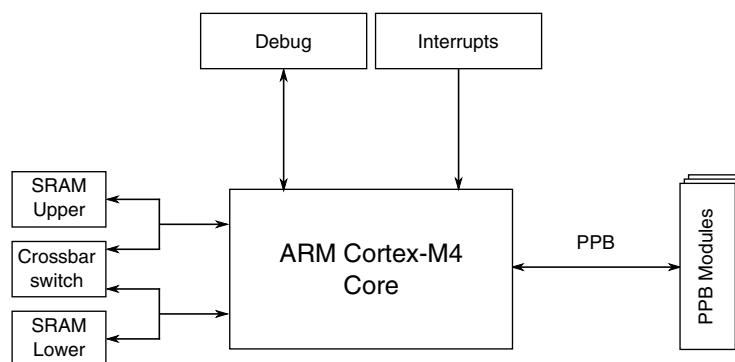 Debug
Interrupts
SRAM
Upper
Crossbar
switch
SRAM
Lower
ARM Cortex-M4
Core
PPB
PPB Modules